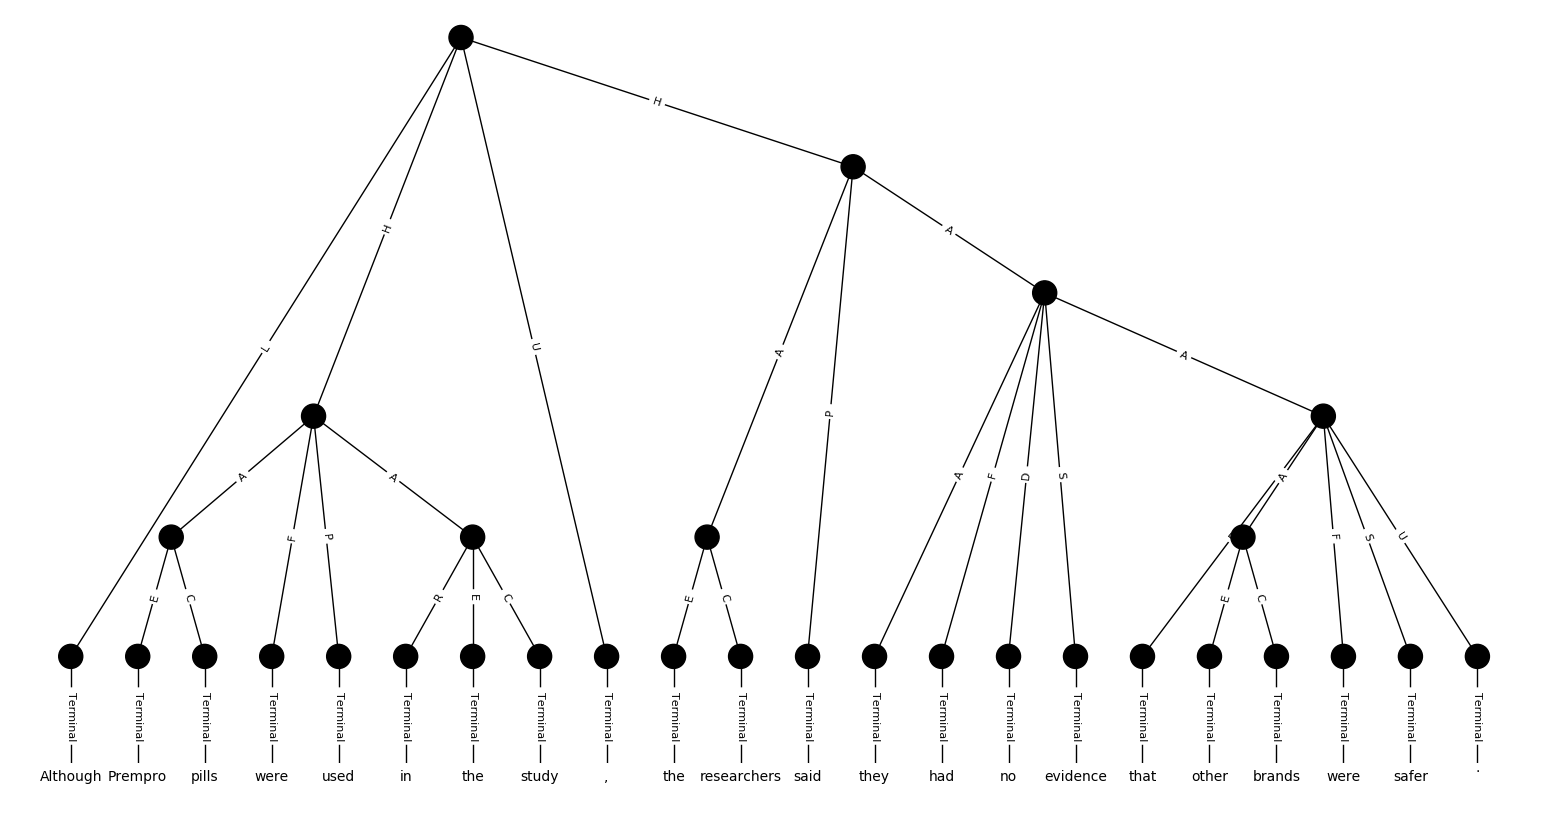 H
H
A
L
U
A
A
P
A
A
A
F
D
S
A
F
P
F
S
U
E
C
R
E
C
E
C
E
C
Terminal Terminal Terminal Terminal Terminal Terminal Terminal Terminal Terminal Terminal Terminal Terminal Terminal Terminal Terminal Terminal Terminal Terminal Terminal Terminal Terminal Terminal
Although Prempro pills were used in the study , the researchers said they had no evidence that other brands were safer .